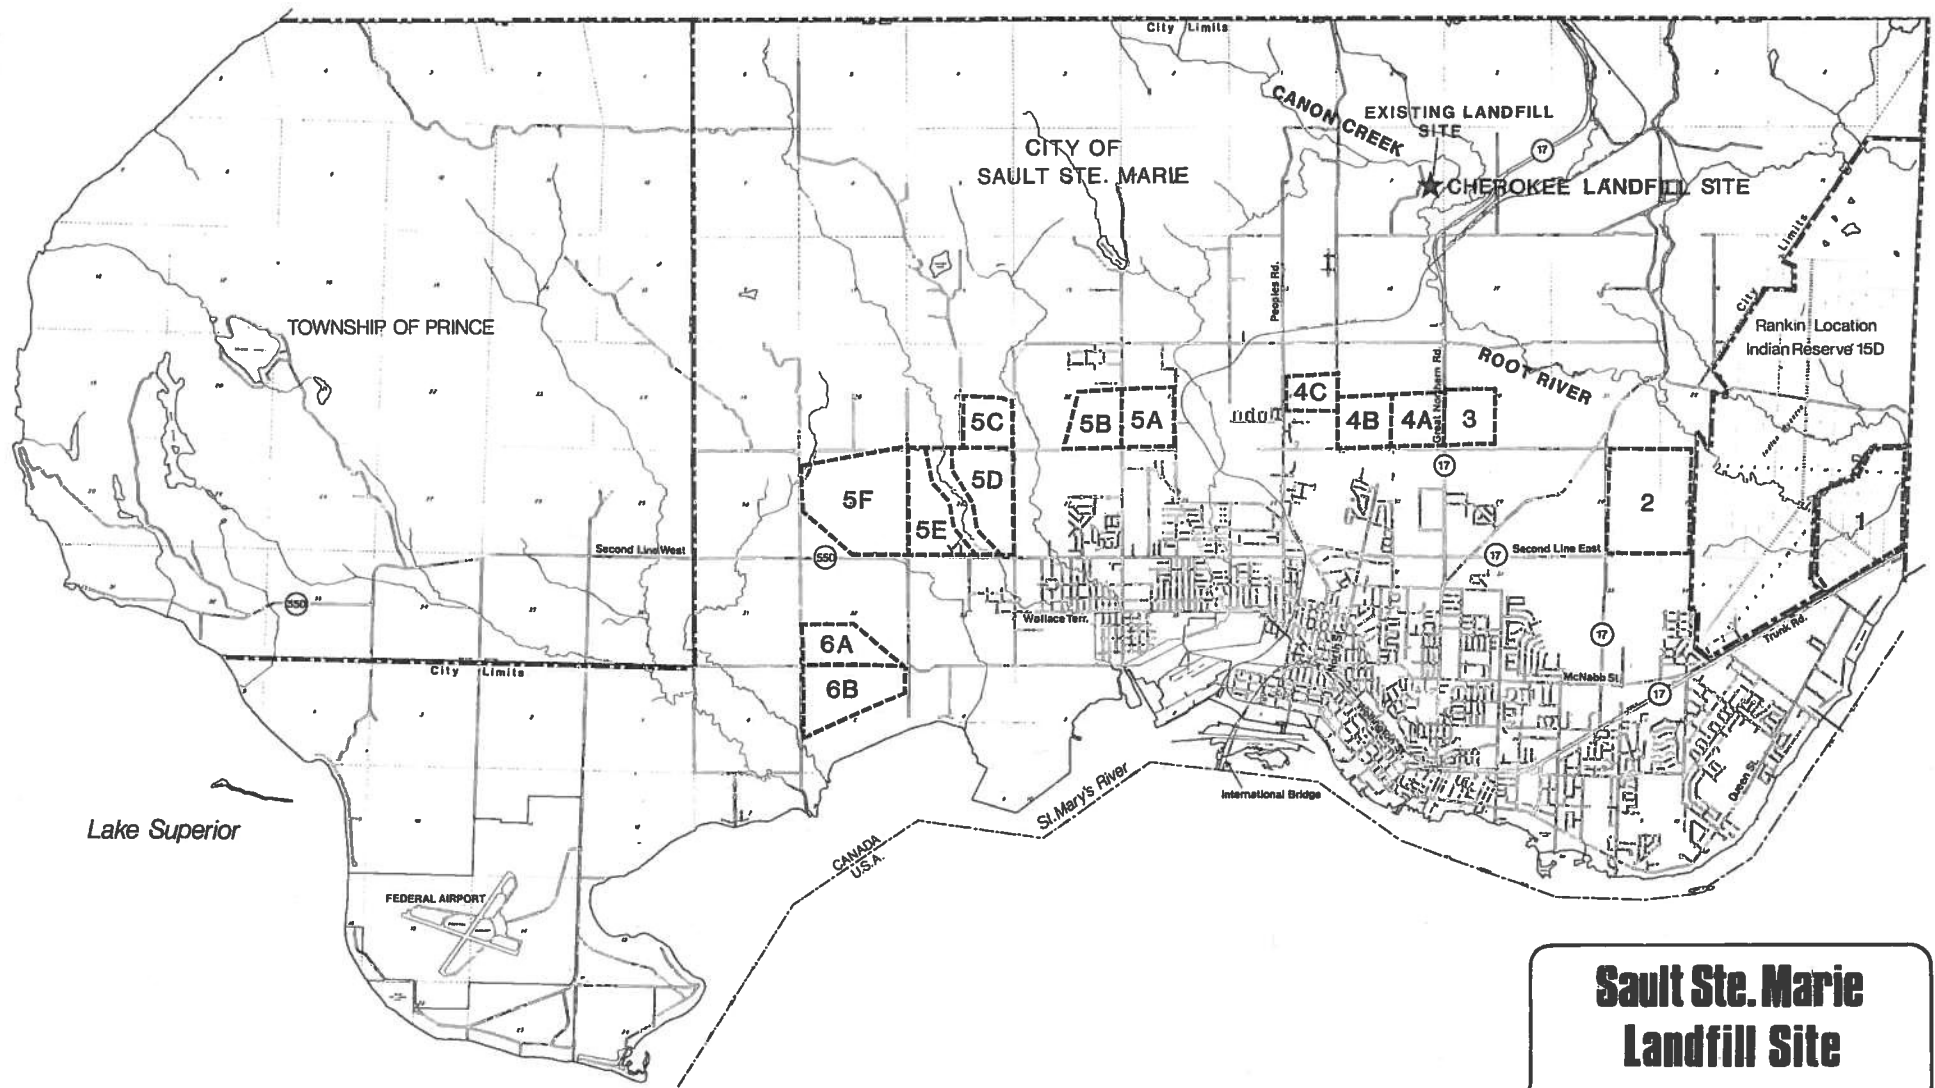 City Limits
CANON CREEK
EXISTING LANDFILL
SITE
17
CITY OF
SAULT STE. MARIE
CHEROKEE LANDFILL SITE
City Limits
Peoples Rd.
TOWNSHIP OF PRINCE
Rankin Location
Indian Reserve 15D
Great Northern Rd.
ROOT RIVER
4C
5C
5B
5A
4B
4A
3
17
5D
5F
2
5E
1
Second Line West
550
17
Second Line East
550
Wallace Terr.
17
Trunk Rd.
6A
North St.
City Limits
McNabb St.
6B
17
Wellington St.
Queen St.
St. Mary's River
International Bridge
Lake Superior
CANADA
U.S.A.
FEDERAL AIRPORT
Sault Ste. Marie
Landfill Site